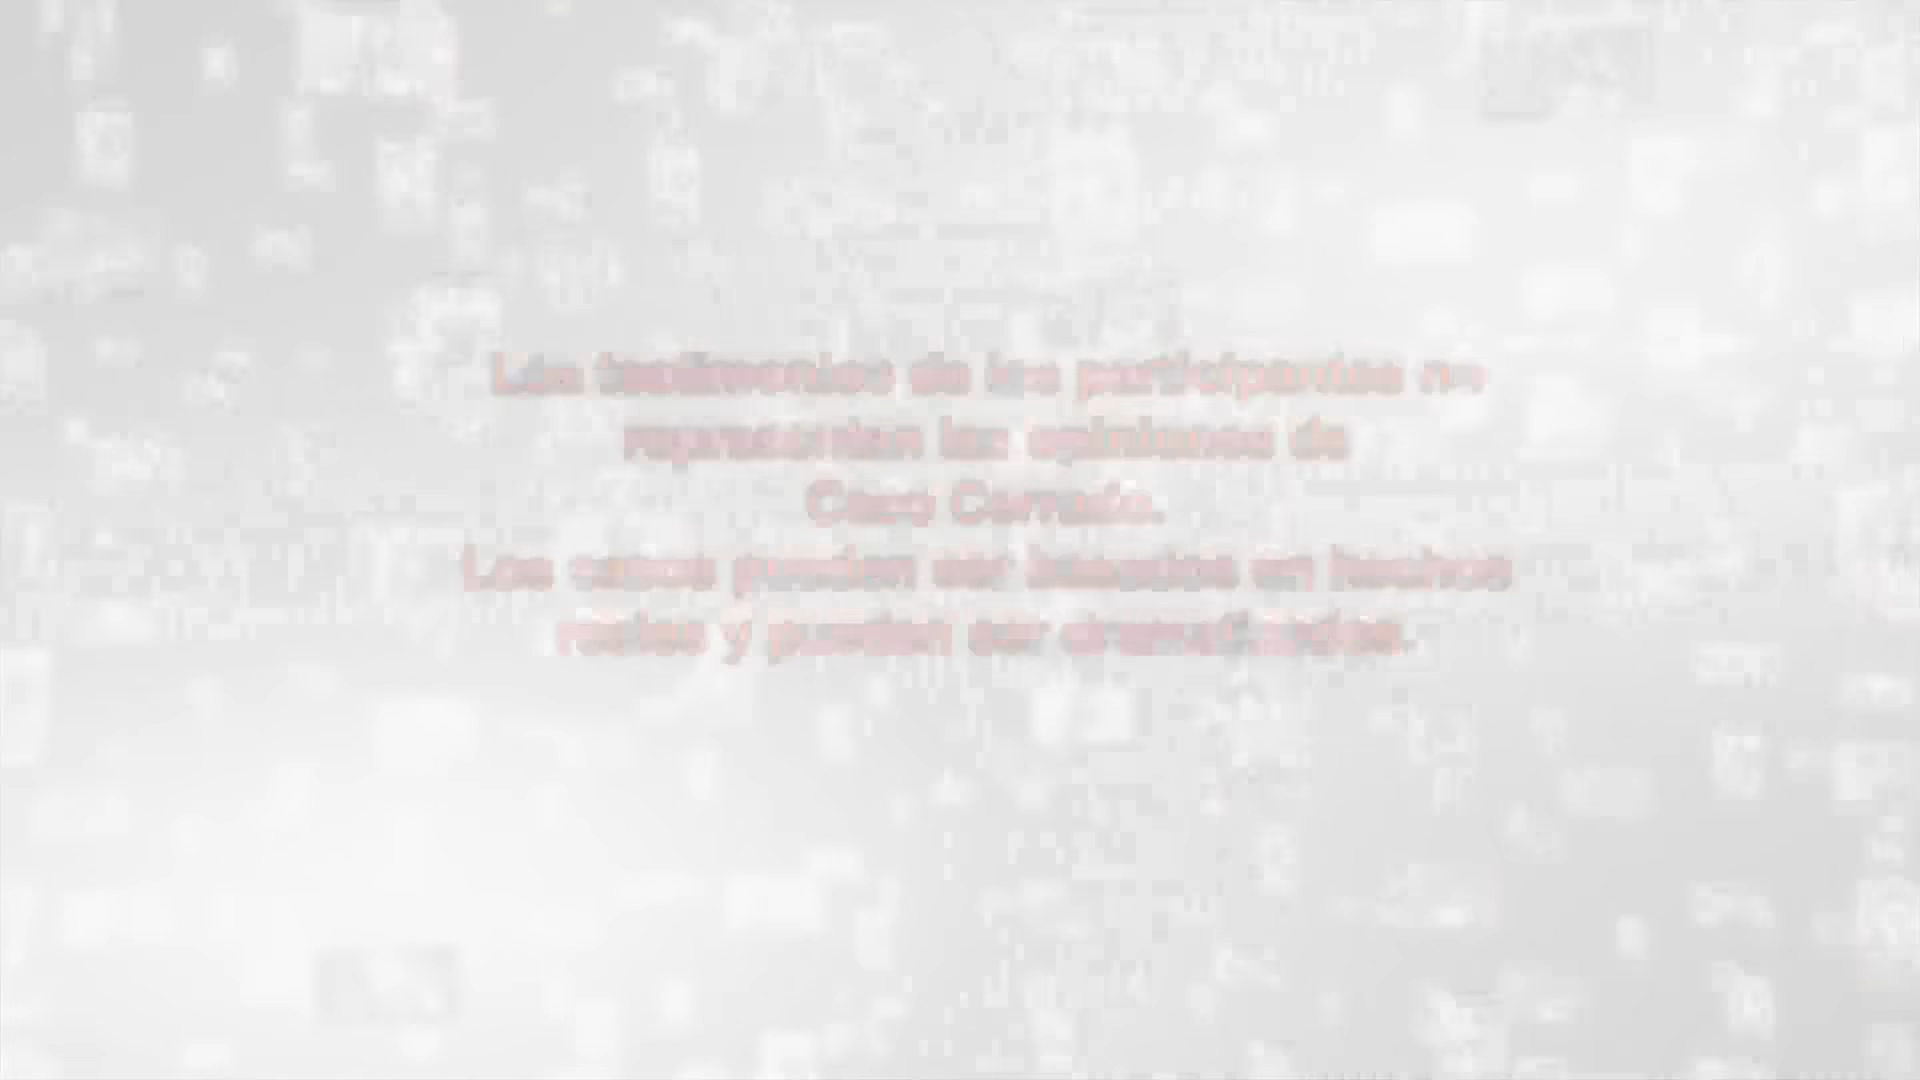 Los testimonios de los participantes no
representan las opiniones de
Caso Cerrado.
Los casos pueden ser basados en hechos
reales y pueden ser dramatizados.